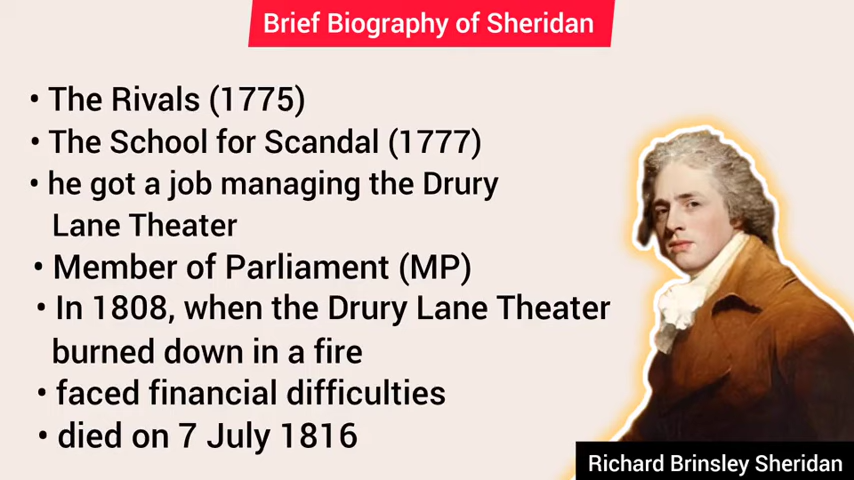 Brief Biography of Sheridan
• The Rivals (1775)
• The School for Scandal (1777)
• he got a job managing the Drury
Lane Theater
• Member of Parliament (MP)
• In 1808, when the Drury Lane Theater
burned down in a fire
• faced financial difficulties
• died on 7 July 1816
Richard Brinsley Sheridan